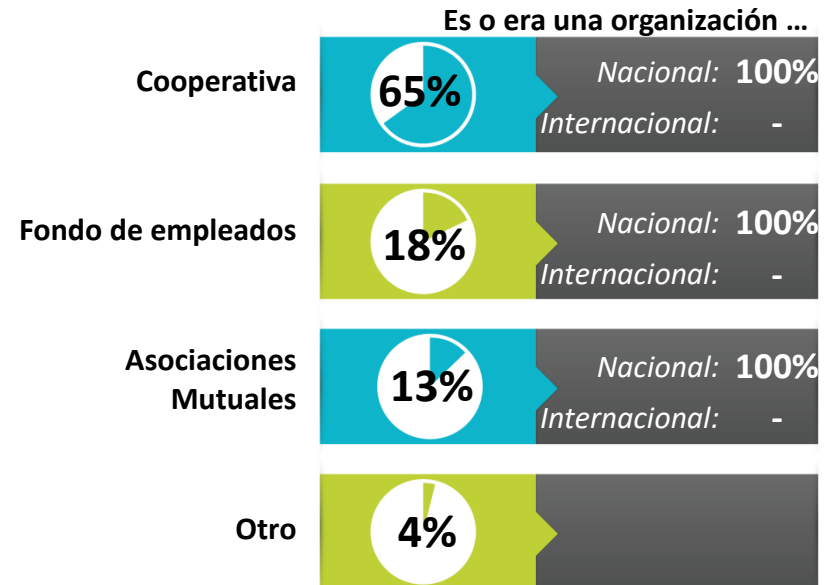 Es o era una organización ...
Cooperativa
65%
Nacional: 100%
Internacional: -
Fondo de empleados
18%
Nacional: 100%
Internacional: -
Asociaciones
Mutuales
13%
Nacional: 100%
Internacional: -
Otro
4%